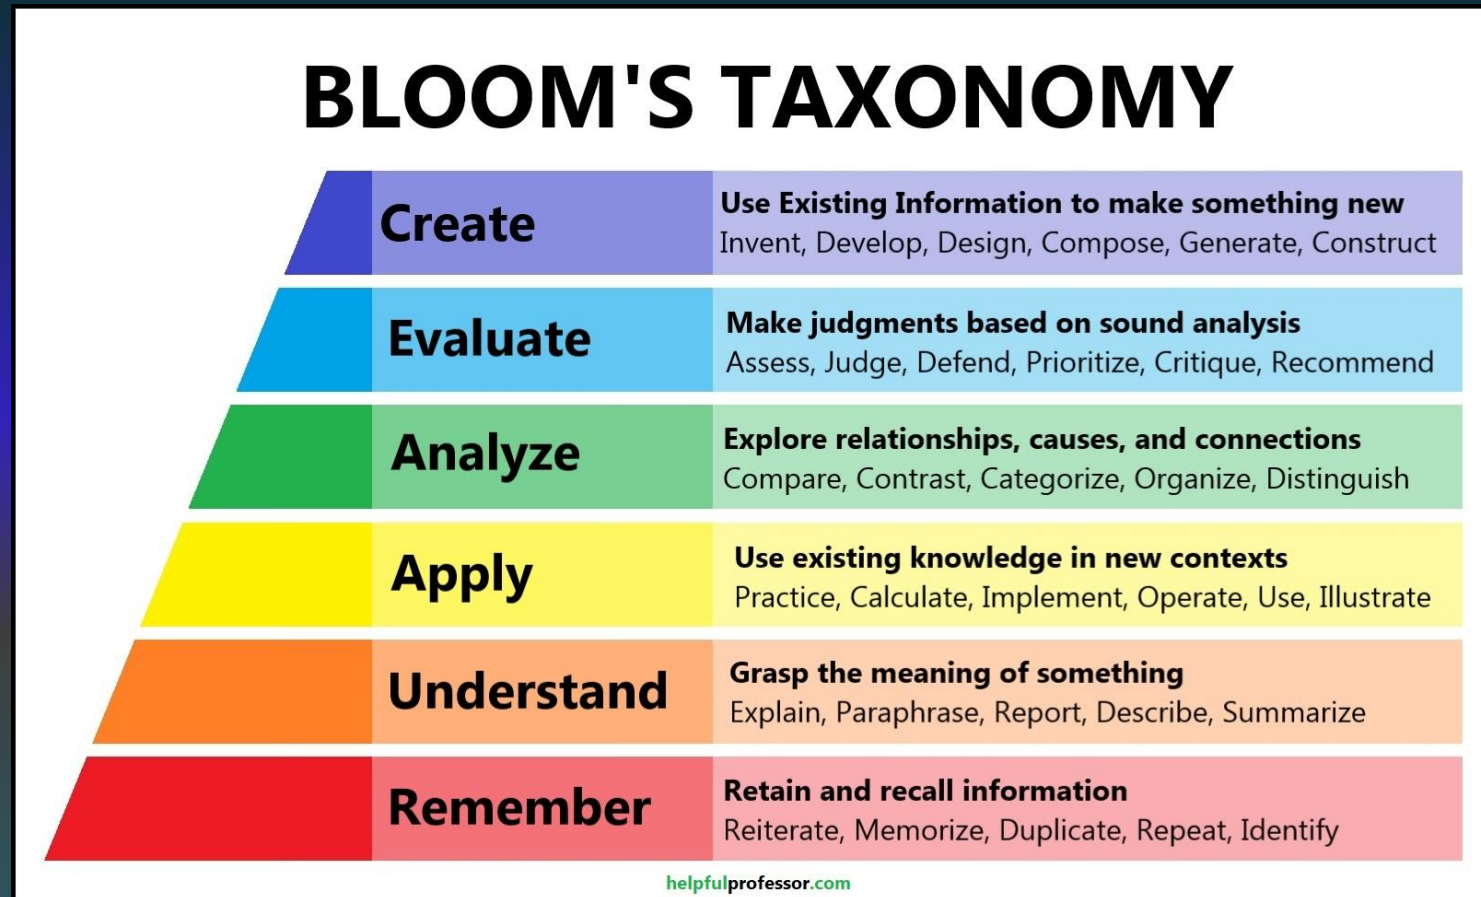 BLOOM'S TAXONOMY
Create
Use Existing Information to make something new
Invent, Develop, Design, Compose, Generate, Construct
Evaluate
Make judgments based on sound analysis
Assess, Judge, Defend, Prioritize, Critique, Recommend
Analyze
Explore relationships, causes, and connections
Compare, Contrast, Categorize, Organize, Distinguish
Apply
Use existing knowledge in new contexts
Practice, Calculate, Implement, Operate, Use, Illustrate
Understand
Grasp the meaning of something
Explain, Paraphrase, Report, Describe, Summarize
Remember
Retain and recall information
Reiterate, Memorize, Duplicate, Repeat, Identify
helpfulprofessor.com